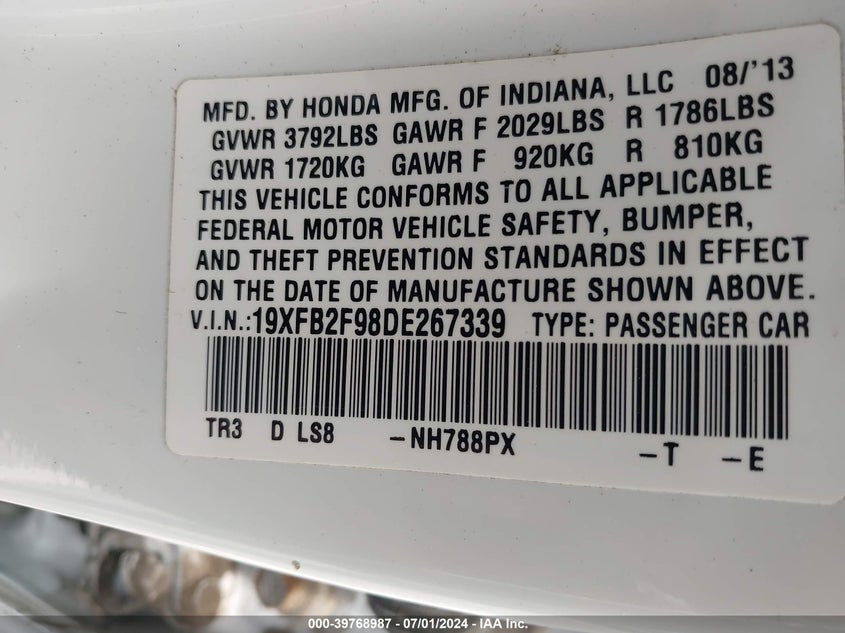 MFD. BY HONDA MFG. OF INDIANA, LLC 08/'13
GVWR 3792LBS GAWR F 2029LBS R 1786LBS
GVWR 1720KG GAWR F 920KG R 810KG
THIS VEHICLE CONFORMS TO ALL APPLICABLE
FEDERAL MOTOR VEHICLE SAFETY, BUMPER,
AND THEFT PREVENTION STANDARDS IN EFFECT
ON THE DATE OF MANUFACTURE SHOWN ABOVE.
V.I.N.:19XFB2F98DE267339 TYPE: PASSENGER CAR
TR3 D LS8 -NH788PX -T -E
000-39768987 - 07/01/2024 - IAA Inc.